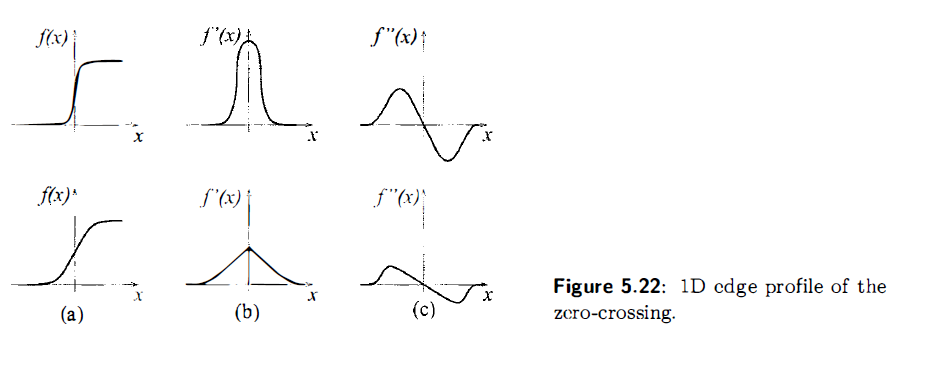 f(x) f'(x) f''(x)
x x x
f(x) f'(x) f''(x)
x x x
(a) (b) (c)
Figure 5.22: 1D edge profile of the
zero-crossing.